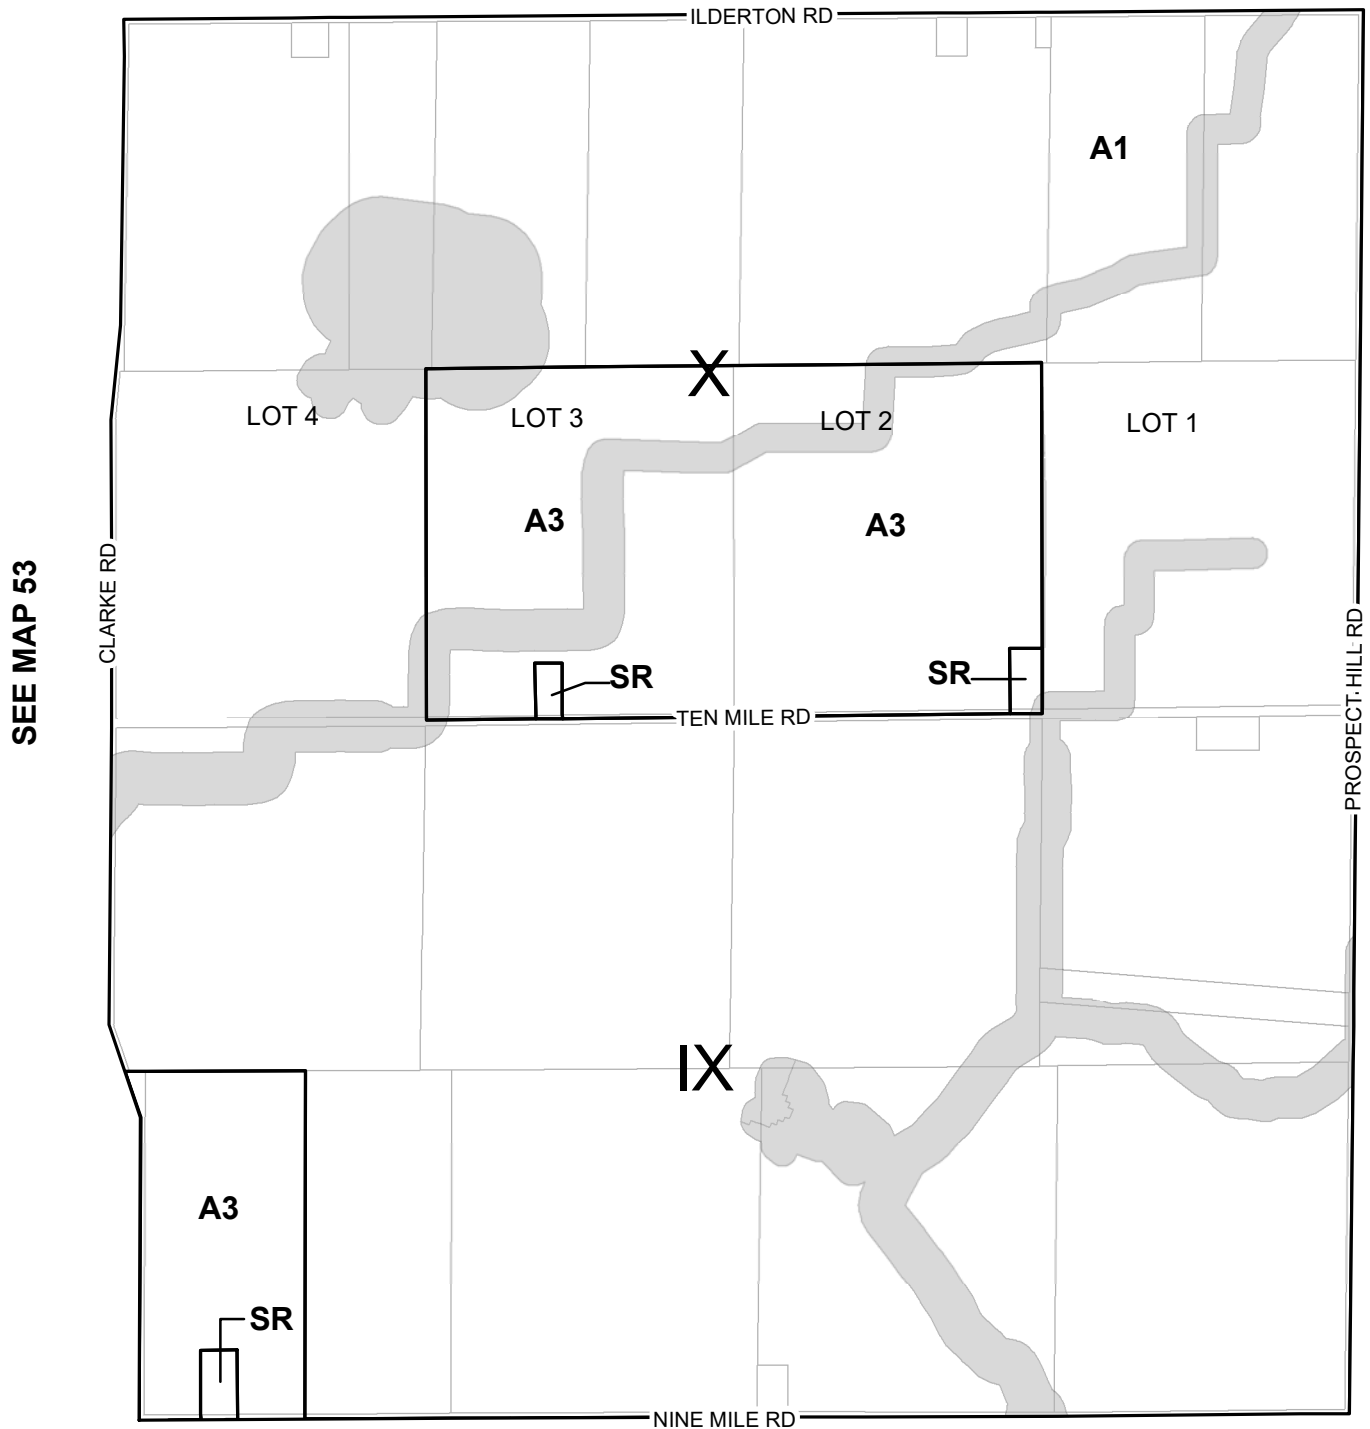 ILDERTON RD
A1
X
LOT 4
LOT 3
LOT 2
LOT 1
A3
A3
SEE MAP 53
CLARKE RD
PROSPECT HILL RD
SR
SR
TEN MILE RD
IX
A3
SR
NINE MILE RD